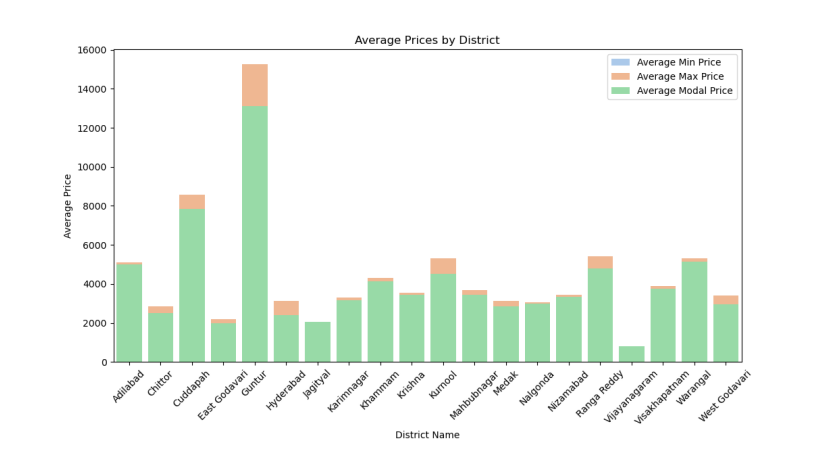 Average Prices by District
Average Min Price
Average Max Price
Average Modal Price
Average Price
16000
14000
12000
10000
8000
6000
4000
2000
0
Adilabad
Chittor
Cuddapah
East Godavari
Guntur
Hyderabad
Jagityal
Karimnagar
Khammam
Krishna
Kurnool
Mahbubnagar
Medak
Nalgonda
Nizamabad
Ranga Reddy
Vijayanagaram
Visakhapatnam
Warangal
West Godavari
District Name